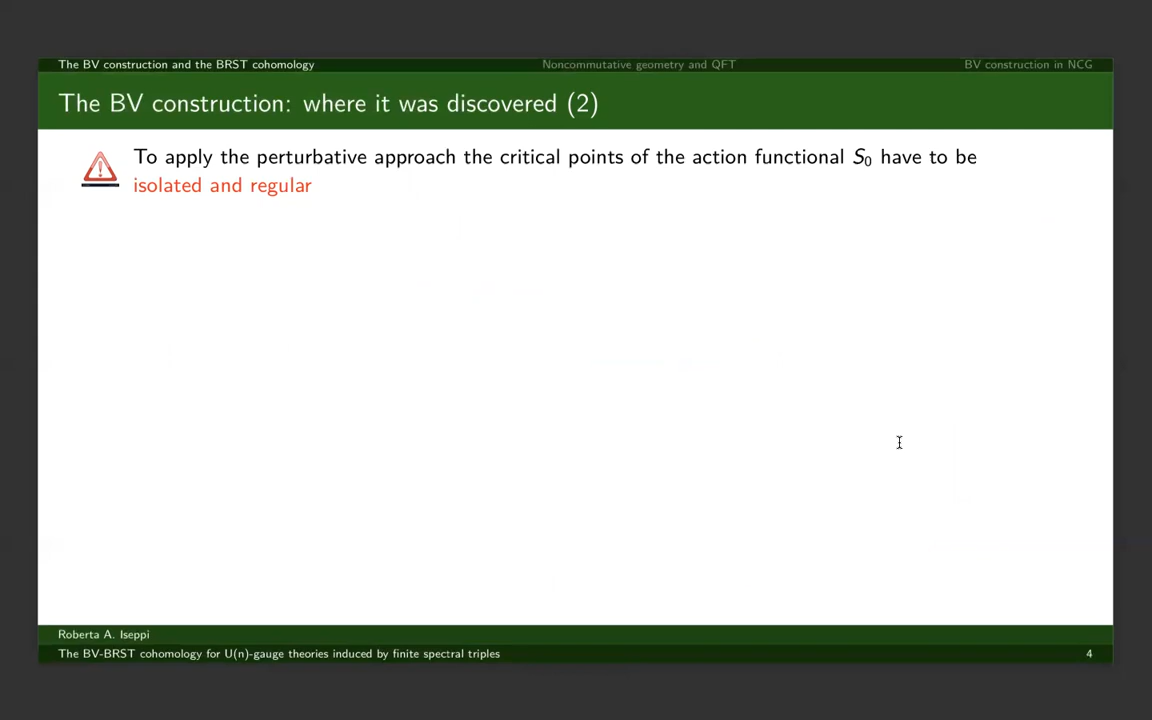 The BV construction and the BRST cohomology Noncommutative geometry and QFT BV construction in NCG
The BV construction: where it was discovered (2)
To apply the perturbative approach the critical points of the action functional S₀ have to be
isolated and regular
Roberta A. Iseppi
The BV-BRST cohomology for U(n)-gauge theories induced by finite spectral triples 4